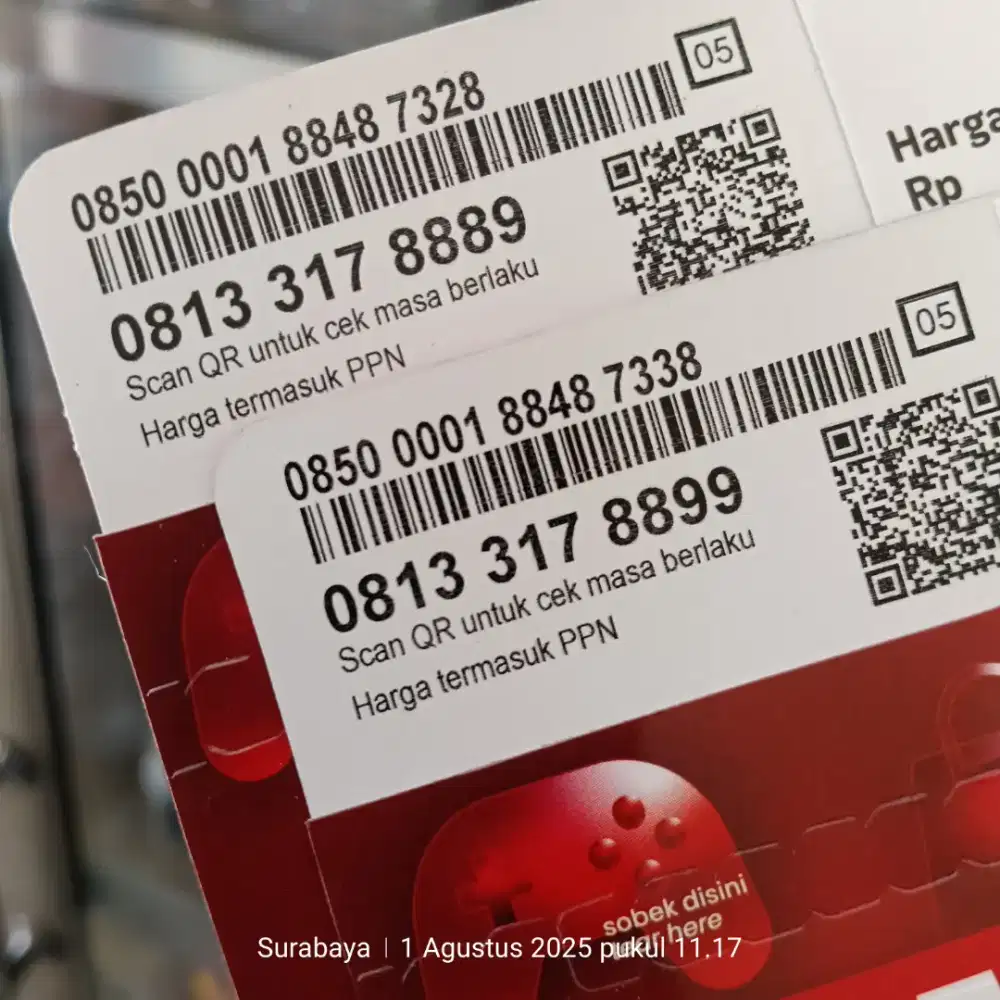 05
0850 0001 8848 7328
0813 317 8889
Scan QR untuk cek masa berlaku
Harga termasuk PPN
Rp
05
0850 0001 8848 7338
0813 317 8899
Scan QR untuk cek masa berlaku
Harga termasuk PPN
sobek disini
here
Surabaya | 1 Agustus 2025 pukul 11.17